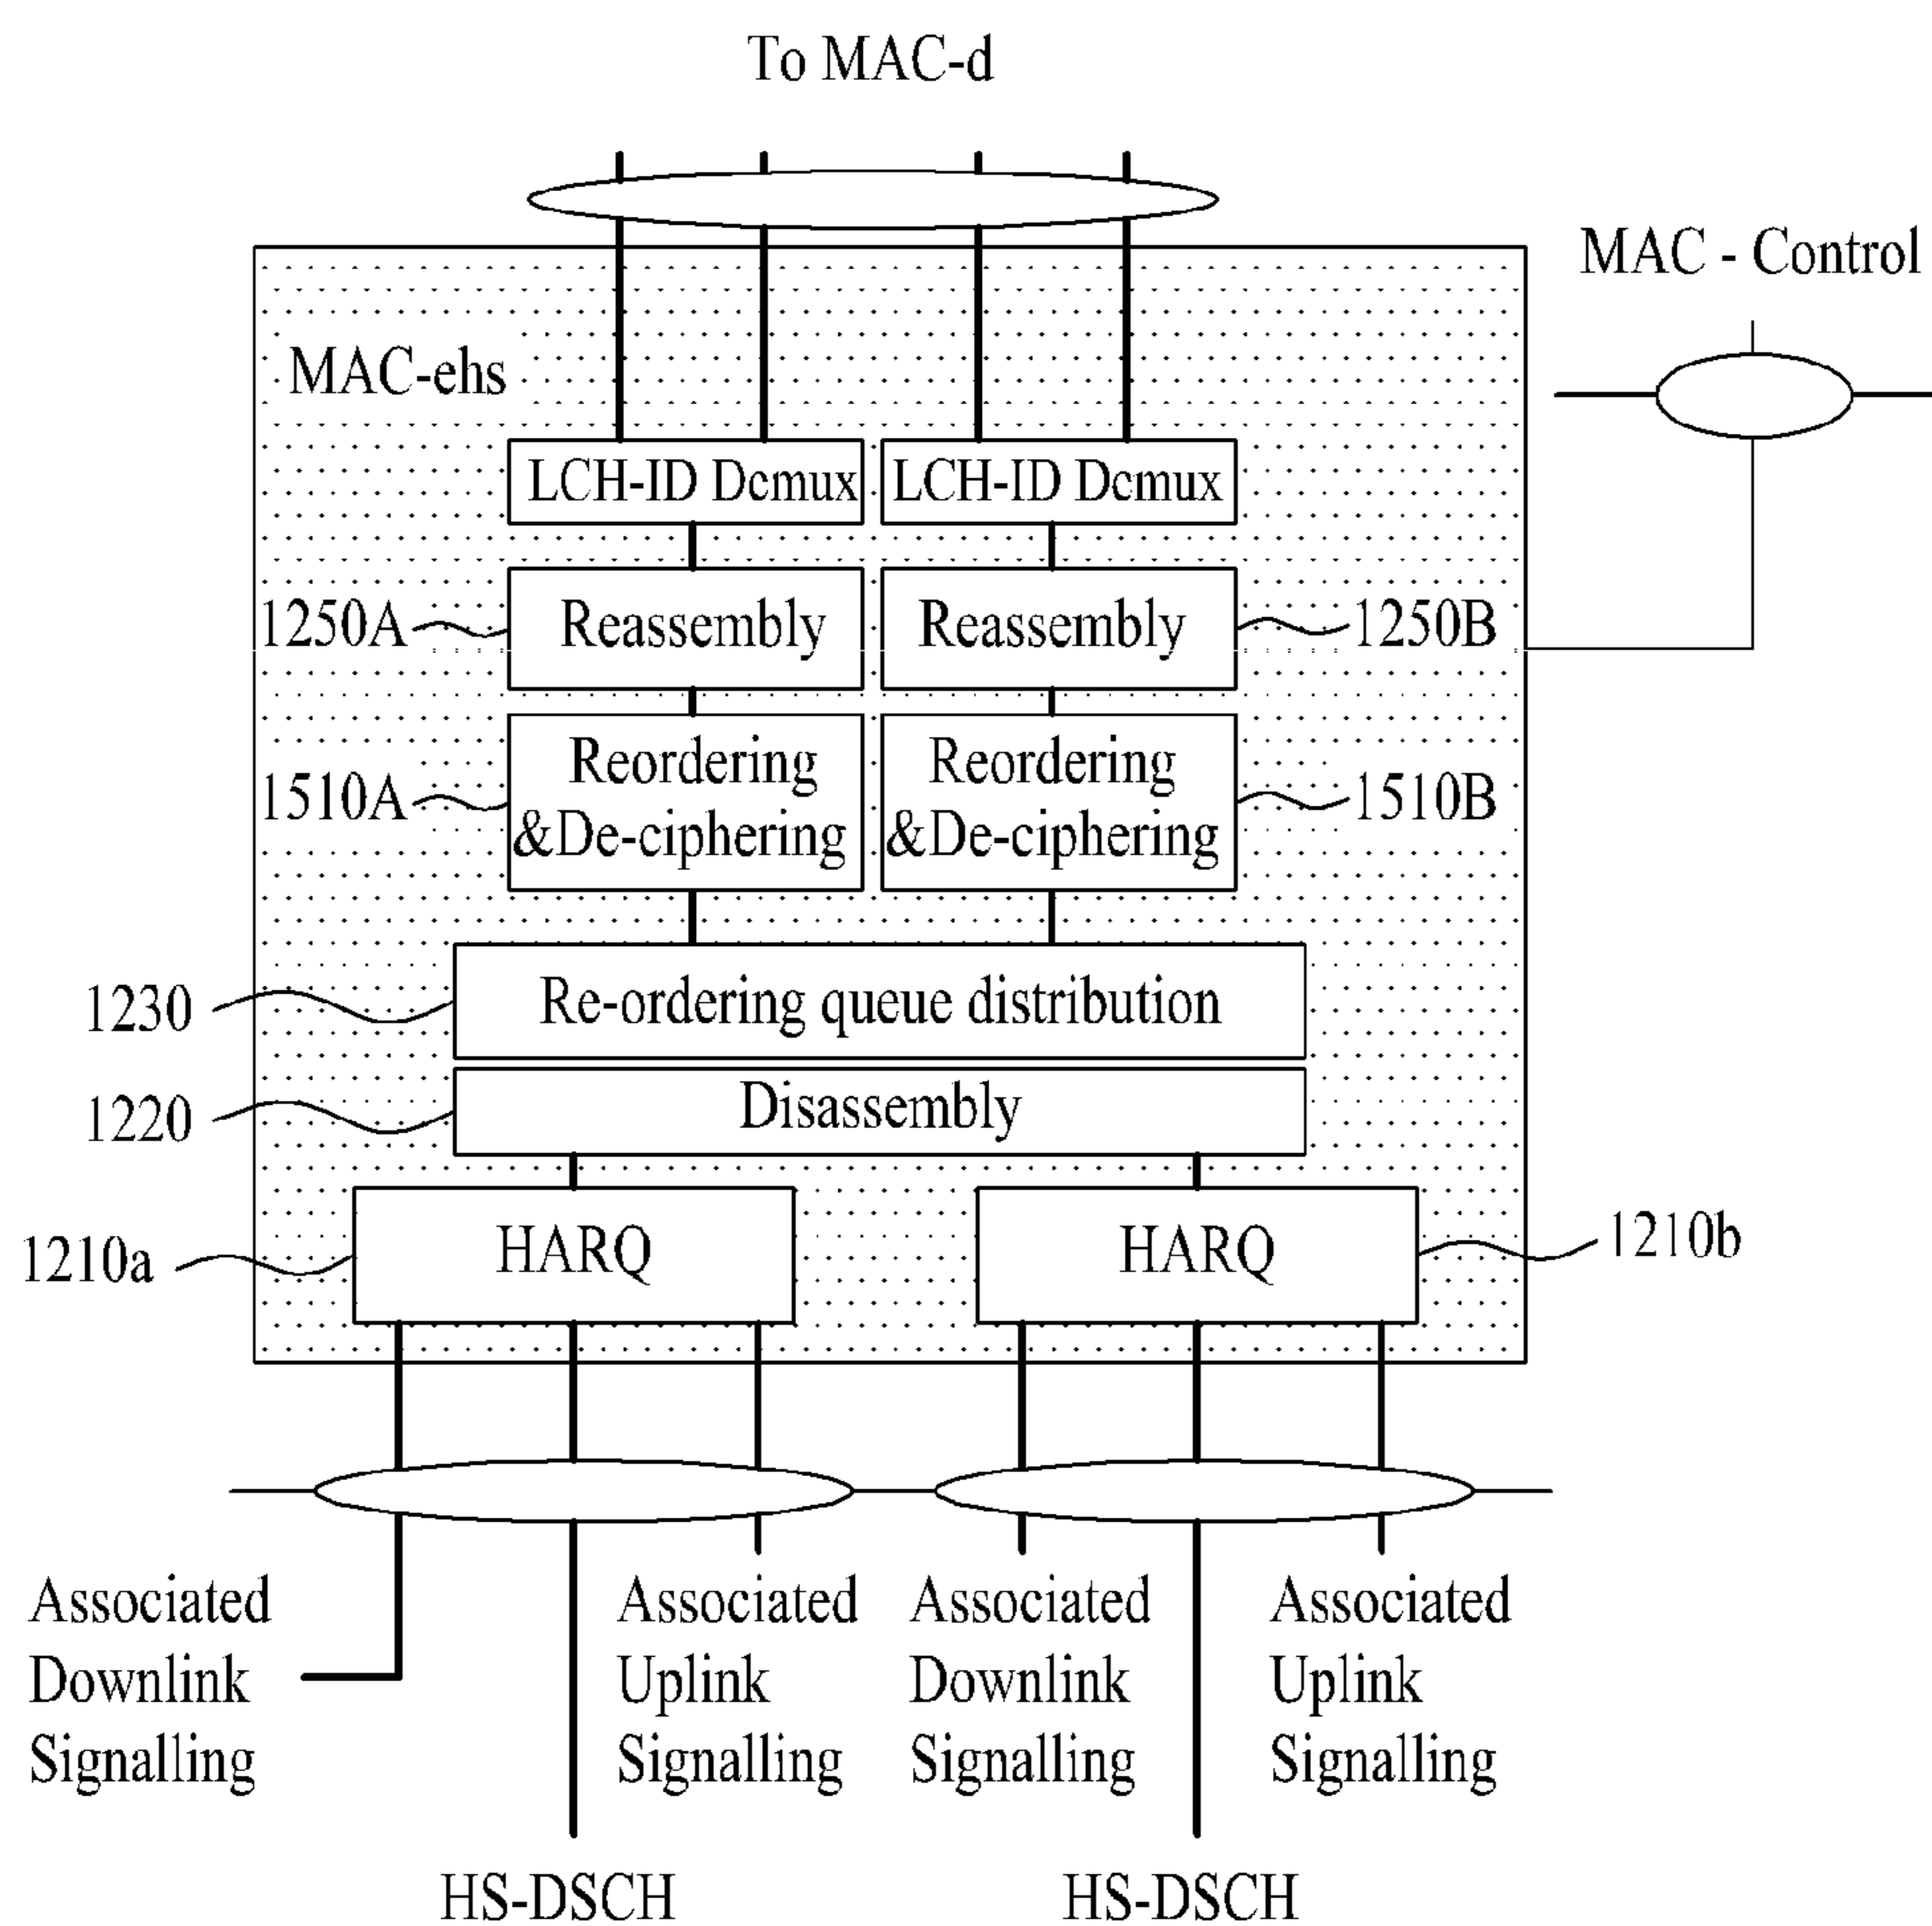 To MAC-d
MAC - Control
MAC-ehs
LCH-ID Dcmux
LCH-ID Dcmux
1250A
Reassembly
Reassembly
1250B
1510A
Reordering
&De-ciphering
Reordering
&De-ciphering
1510B
1230
Re-ordering queue distribution
1220
Disassembly
1210a
HARQ
HARQ
1210b
Associated
Downlink
Signalling
Associated
Uplink
Signalling
Associated
Downlink
Signalling
Associated
Uplink
Signalling
HS-DSCH
HS-DSCH